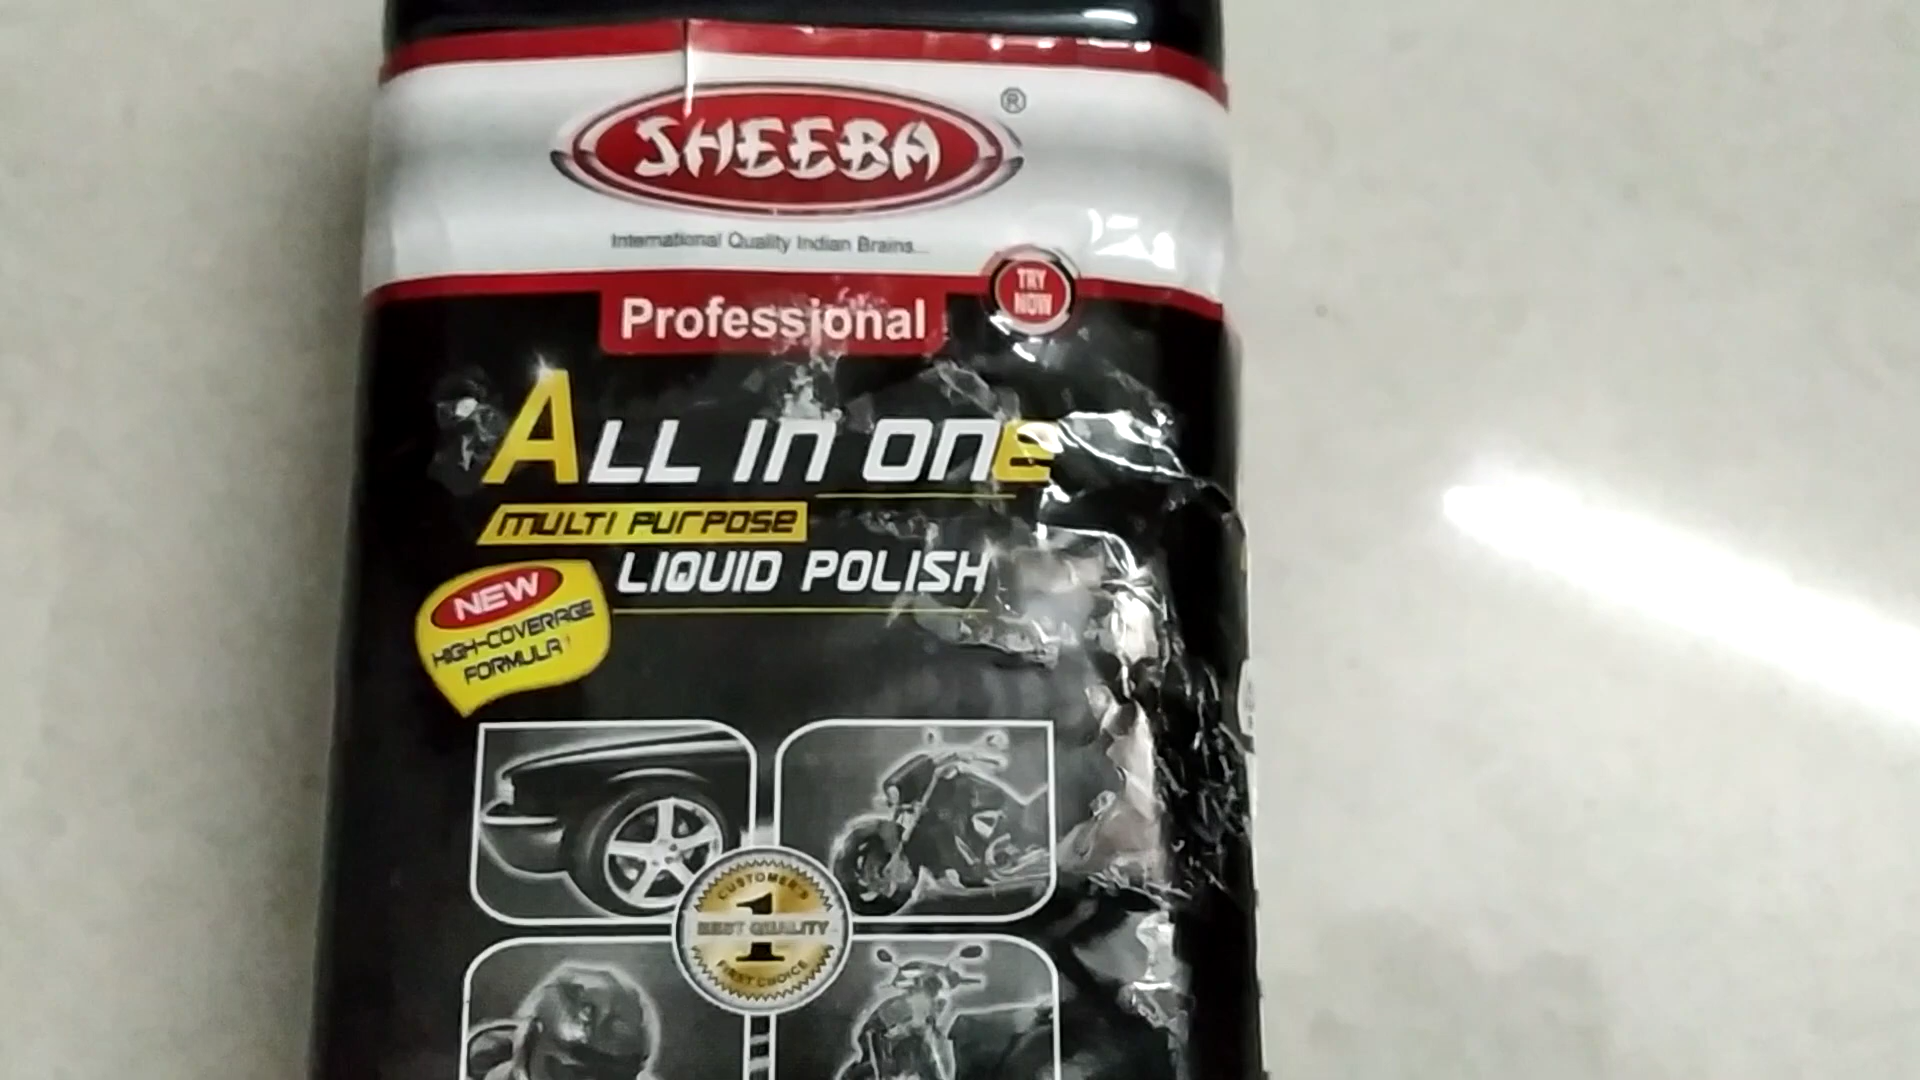 SHEEBA ®
International Quality Indian Brains...
TRY
NOW
Professional
ALL IN One
MULTI PURPOSE
LIQUID POLISH
NEW
HIGH-COVERAGE
FORMULA
CUSTOMER'S
1
BEST QUALITY
FIRST CHOICE